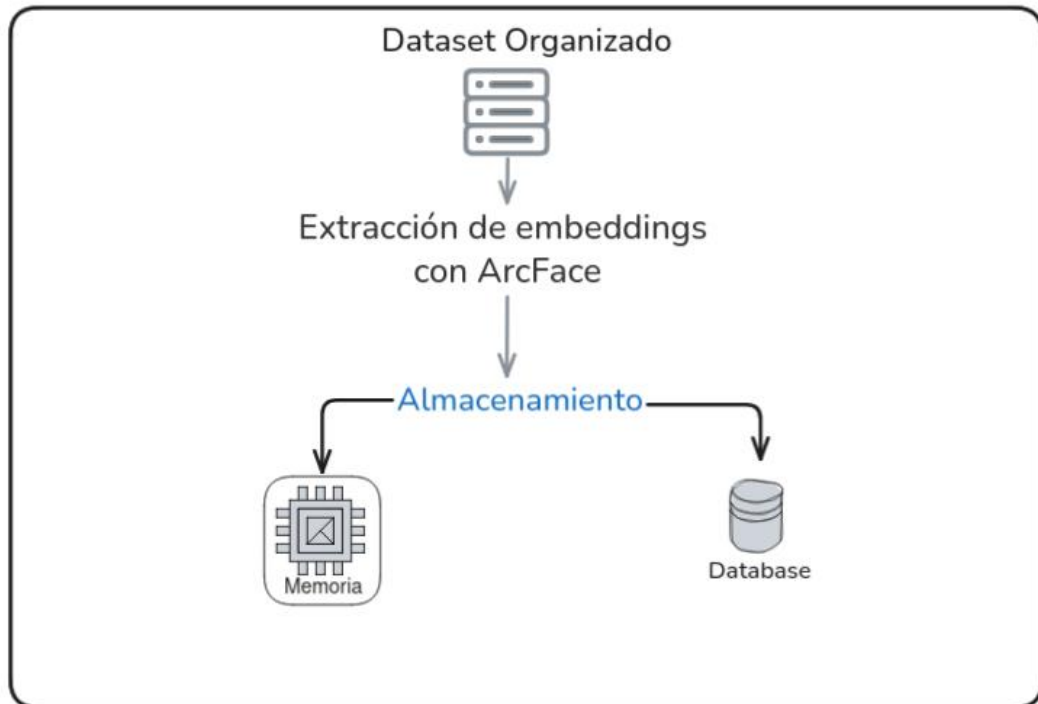 Dataset Organizado
Extracción de embeddings
con ArcFace
Almacenamiento
Memoria
Database